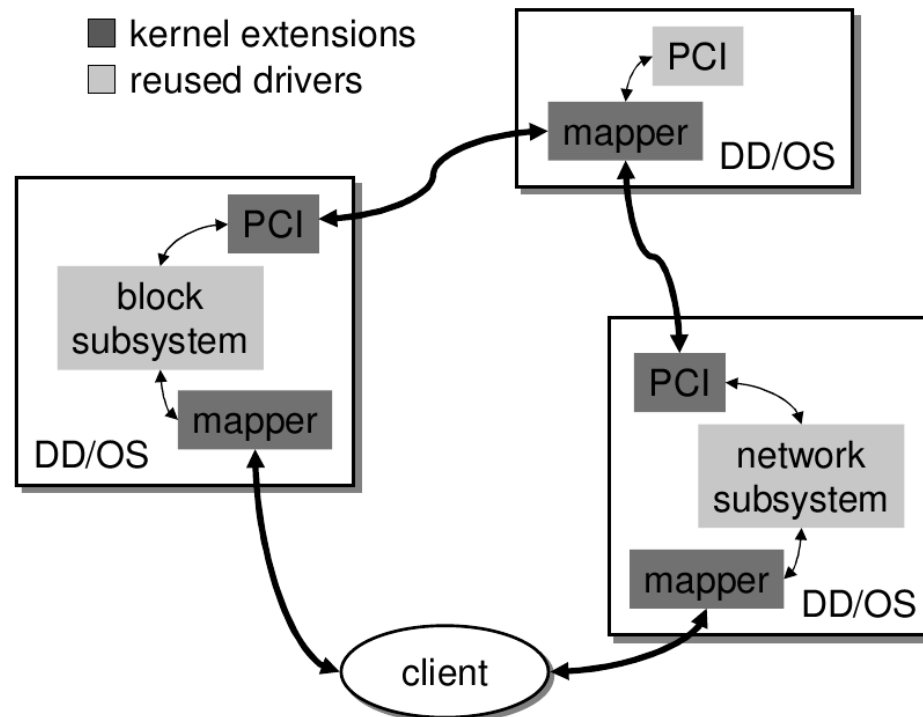 kernel extensions
reused drivers
PCI
mapper
DD/OS
PCI
block
subsystem
mapper
DD/OS
PCI
network
subsystem
mapper
DD/OS
client